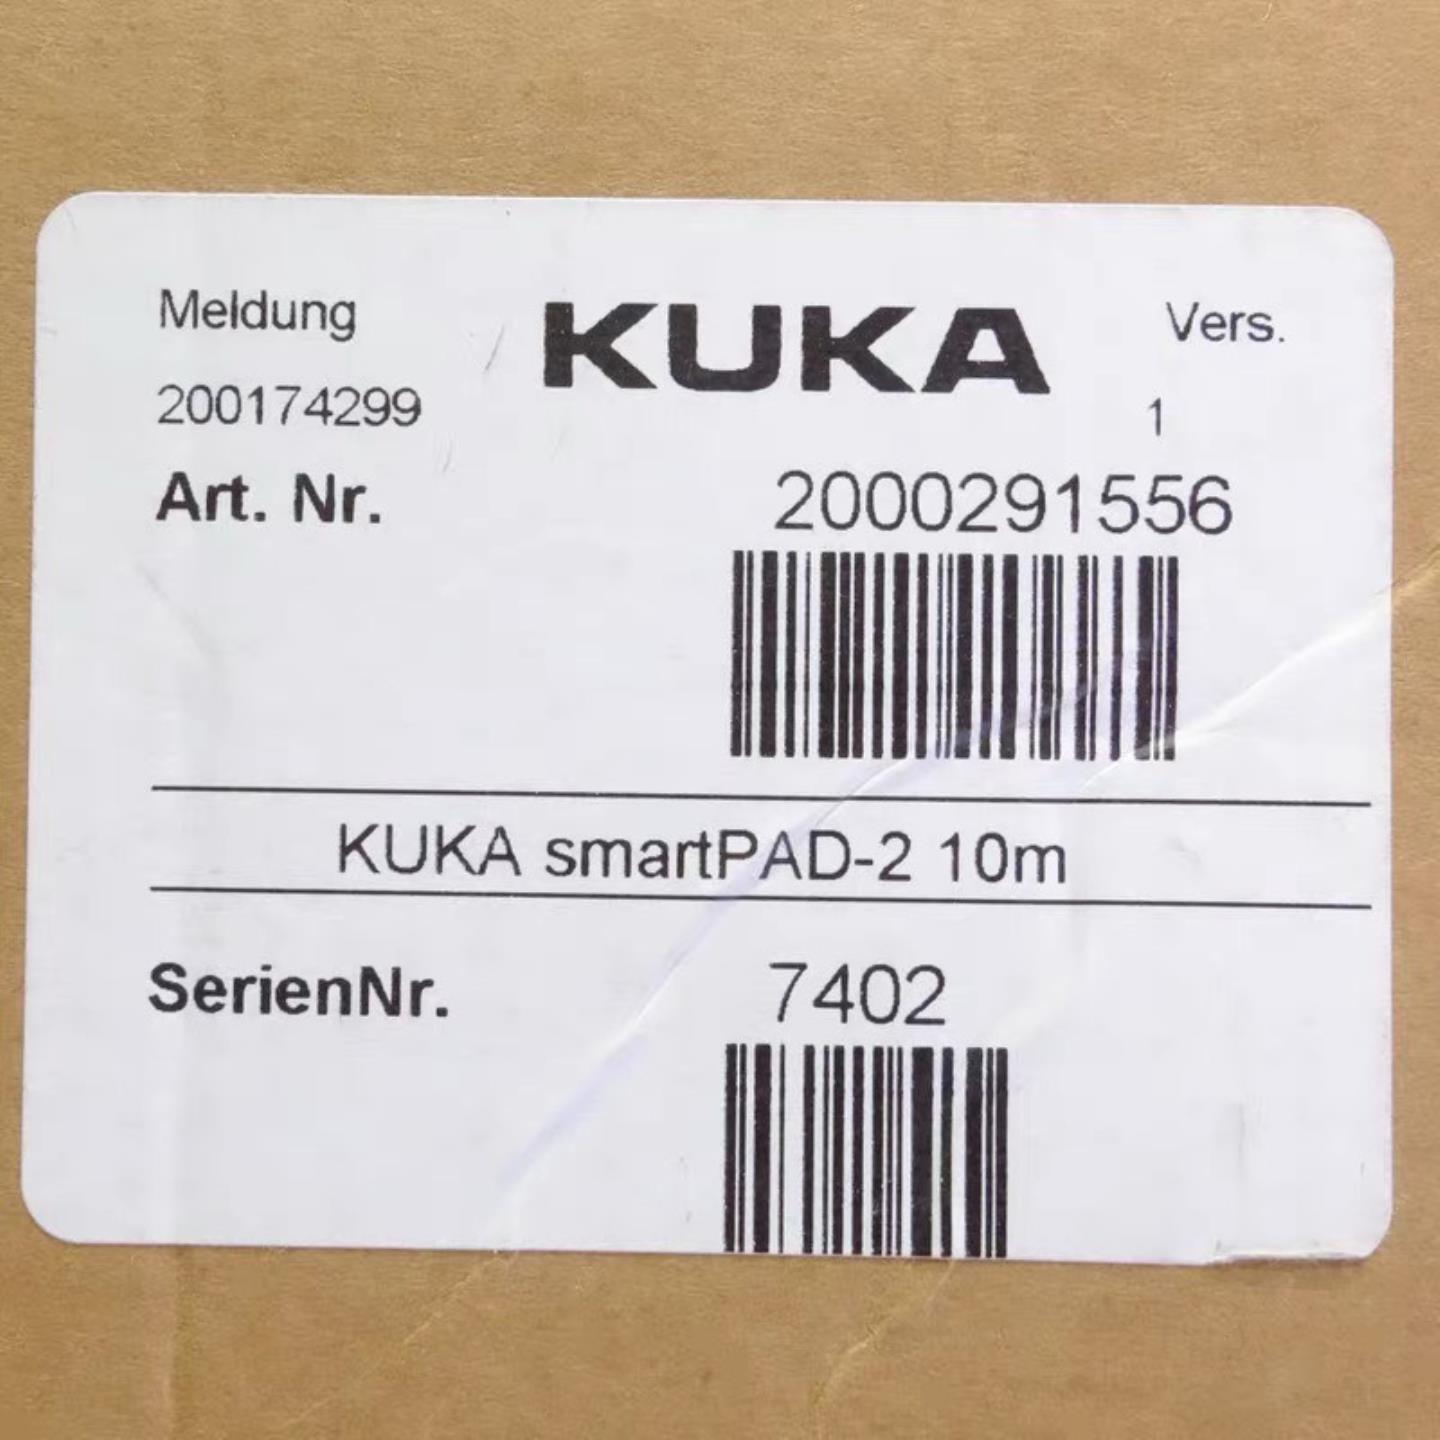 Meldung KUKA Vers.
200174299 1
Art. Nr. 2000291556
KUKA smartPAD-2 10m
SerienNr. 7402